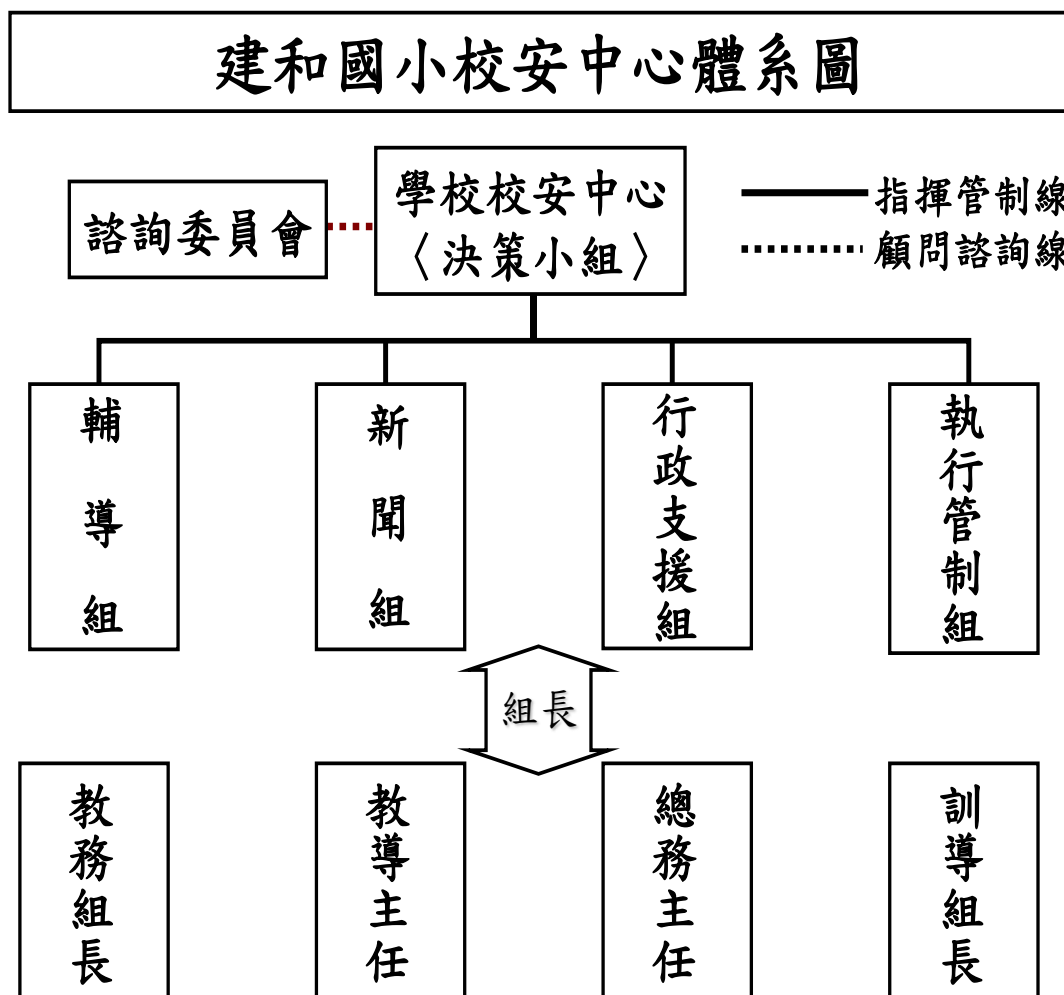 建和國小校安中心體系圖
學校校安中心
〈決策小組〉
諮詢委員會
指揮管制線
顧問諮詢線
輔導組
新聞組
行政支援組
執行管制組
組長
教務組長
教導主任
總務主任
訓導組長